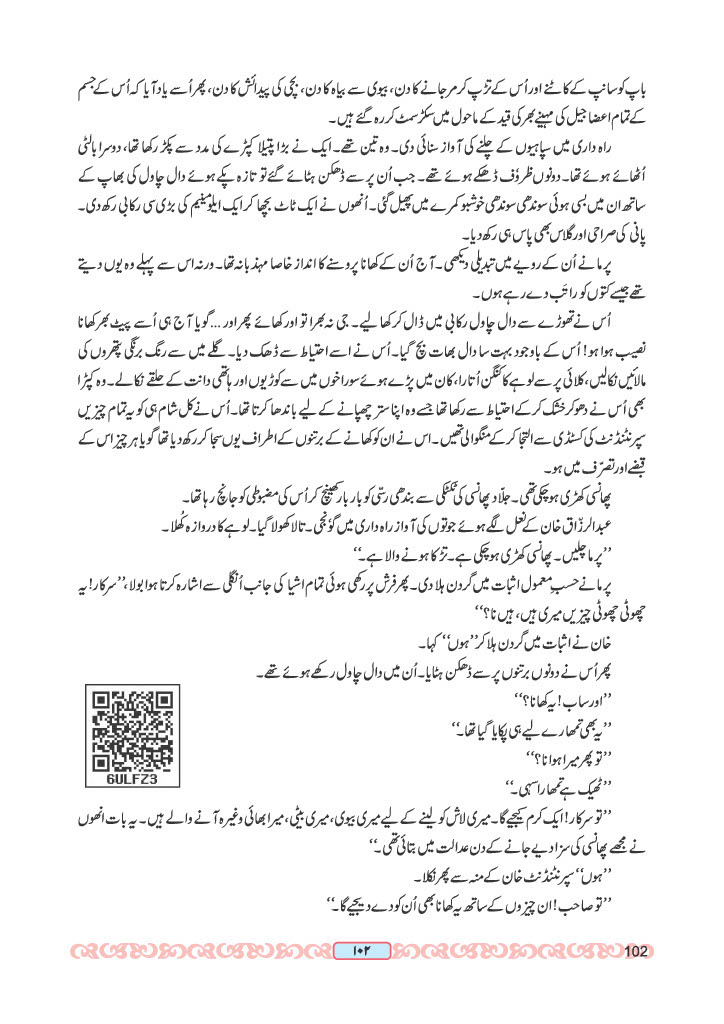 باپ کو سانپ کے کاٹنے اور اُس کے تڑپ کر مرجانے کا دن، بیوی سے بیاہ کا دن، بچی کی پیدائش کا دن، پھر اُسے یاد آیا کہ اُس کے جسم
کے تمام اعضا جیل کی مہینے بھر کی قید کے ماحول میں سکڑ سمٹ کر رہ گئے ہیں۔
راہ داری میں سپاہیوں کے چلنے کی آواز سنائی دی۔ وہ تین تھے۔ ایک نے بڑا پتیلا کپڑے کی مدد سے پکڑ رکھا تھا، دوسرا بالٹی
اُٹھائے ہوئے تھا۔ دونوں ظروُف ڈھکے ہوئے تھے۔ جب اُن پر سے ڈھکن ہٹائے گئے تو تازہ پکے ہوئے دال چاول کی بھاپ کے
ساتھ ان میں بسی ہوئی سوندھی سوندھی خوشبو کمرے میں پھیل گئی۔ اُنھوں نے ایک ٹاٹ بچھا کر ایک ایلومینیم کی بڑی سی رکابی رکھ دی۔
پانی کی صراحی اور گلاس بھی پاس ہی رکھ دیا۔
پرما نے اُن کے رویے میں تبدیلی دیکھی۔ آج اُن کے کھانا پروسنے کا انداز خاصا مہذبانہ تھا۔ ورنہ اس سے پہلے وہ یوں دیتے
تھے جیسے کتوں کو راتب دے رہے ہوں۔
اُس نے تھوڑے سے دال چاول رکابی میں ڈال کر کھا لیے۔ جی نہ بھرا تو اور کھائے پھر اور ... گویا آج ہی اُسے پیٹ بھر کھانا
نصیب ہوا ہو! اُس کے باوجود بہت سا دال بھات بچ گیا۔ اُس نے اسے احتیاط سے ڈھک دیا۔ گلے میں سے رنگ برنگی پتھروں کی
مالائیں نکالیں، کلائی پر سے لوہے کا کنگن اُتارا، کان میں پڑے ہوئے سوراخوں میں سے کوڑیوں اور ہاتھی دانت کے حلقے نکالے۔ وہ کپڑا
بھی اُس نے دھو کر خشک کر کے احتیاط سے رکھا تھا جسے وہ اپنا ستر چھپانے کے لیے باندھا کرتا تھا۔ اُس نے کل شام ہی کو یہ تمام چیزیں
سپرنٹنڈنٹ کی کسٹڈی سے التجا کر کے منگوالی تھیں۔ اس نے ان کو کھانے کے برتنوں کے اطراف یوں سجا کر رکھ دیا تھا گویا ہر چیز اس کے
قبضے اور تصرّف میں ہو۔
پھانسی کھڑی ہو چکی تھی۔ جلّاد پھانسی کی ٹکٹکی سے بندھی رسّی کو بار بار کھینچ کر اُس کی مضبوطی کو جانچ رہا تھا۔
عبدالرزّاق خان کے نعل لگے ہوئے جوتوں کی آواز راہ داری میں گونجی۔ تالا کھولا گیا۔ لوہے کا دروازہ کُھلا۔
”پرما چلیں۔ پھانسی کھڑی ہو چکی ہے۔ تڑکا ہونے والا ہے۔“
پرما نے حسبِ معمول اثبات میں گردن ہلا دی۔ پھر فرش پر رکھی ہوئی تمام اشیا کی جانب اُنگلی سے اشارہ کرتا ہوا بولا، ”سرکار! یہ
چھوٹی چھوٹی چیزیں میری ہیں، ہیں نا؟“
خان نے اثبات میں گردن ہلا کر ”ہوں“ کہا۔
پھر اُس نے دونوں برتنوں پر سے ڈھکن ہٹایا۔ اُن میں دال چاول رکھے ہوئے تھے۔
”اور ساب! یہ کھانا؟“
”یہ بھی تمھارے لیے ہی پکایا گیا تھا۔“
”تو پھر میرا ہوا نا؟“
”ٹھیک ہے تمھارا سہی۔“
6ULFZ3
”تو سرکار! ایک کرم کیجیے گا۔ میری لاش کو لینے کے لیے میری بیوی، میری بیٹی، میرا بھائی وغیرہ آنے والے ہیں۔ یہ بات انھوں
نے مجھے پھانسی کی سزا دیے جانے کے دن عدالت میں بتائی تھی۔“
”ہوں“ سپرنٹنڈنٹ خان کے منہ سے پھر نکلا۔
”تو صاحب! ان چیزوں کے ساتھ یہ کھانا بھی اُن کو دے دیجیے گا۔“
۱۰۲
102